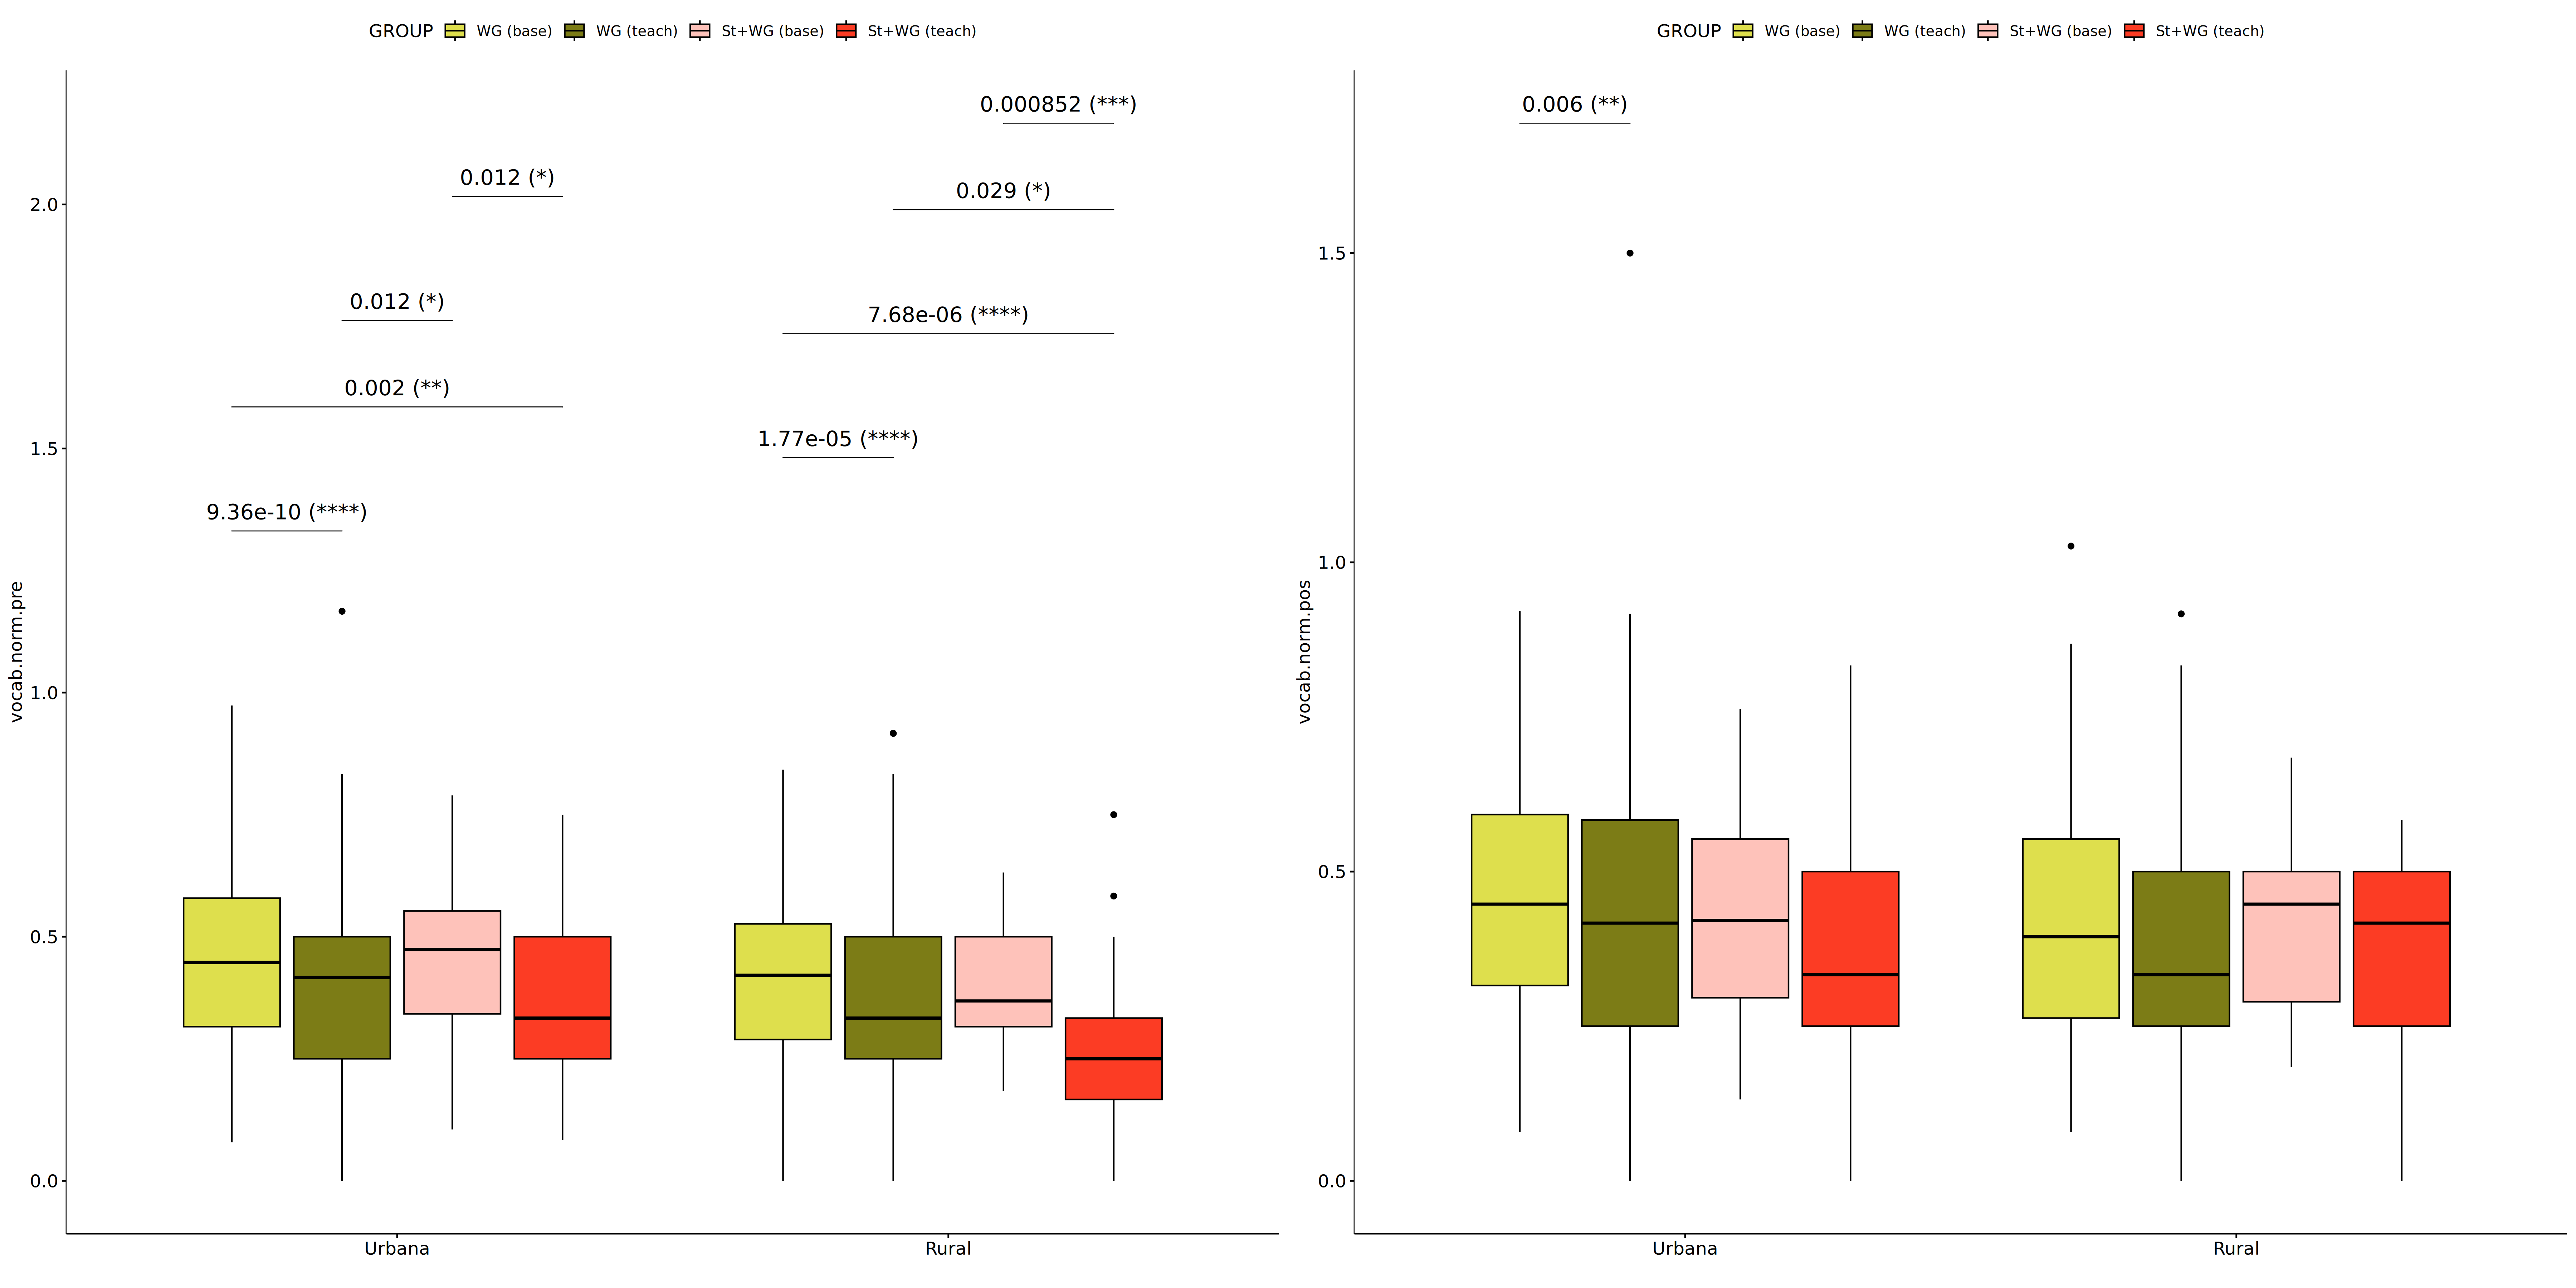 GROUP WG (base) WG (teach) St+WG (base) St+WG (teach)
0.000852 (***)
0.012 (*)
0.029 (*)
0.012 (*)
7.68e-06 (****)
0.002 (**)
1.77e-05 (****)
9.36e-10 (****)
vocab.norm.pre
2.0
1.5
1.0
0.5
0.0
Urbana
Rural
GROUP WG (base) WG (teach) St+WG (base) St+WG (teach)
0.006 (**)
vocab.norm.pos
1.5
1.0
0.5
0.0
Urbana
Rural